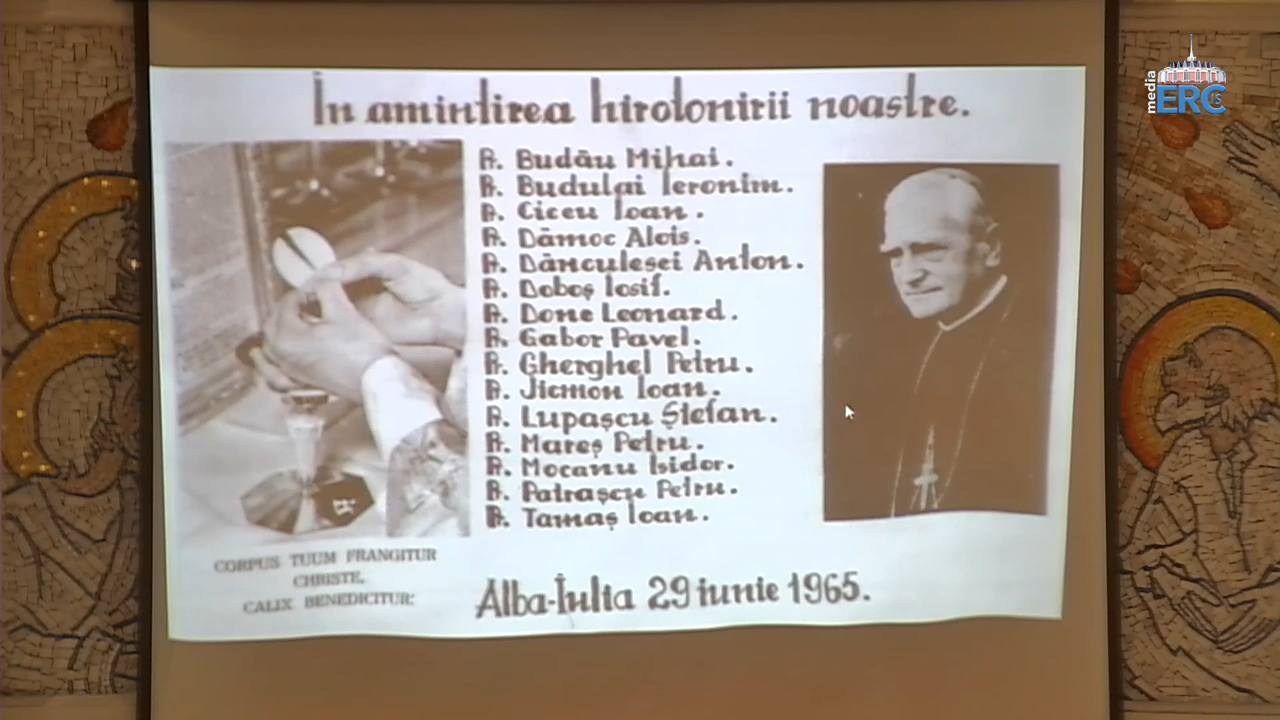 media
ERC
În amintirea hirotonirii noastre.
P. Budău Mihai.
P. Budulai Ieronim.
P. Ciceu Ioan.
P. Dămoc Alois.
P. Dănculesei Anton.
P. Doboș Iosif.
P. Done Leonard.
P. Gabor Pavel.
P. Gherghel Petru.
P. Jicmon Ioan.
P. Lupașcu Ștefan.
P. Mareș Petru.
P. Mocanu Isidor.
P. Patrașcu Petru.
P. Tamaș Ioan.
CORPUS TUUM FRANGITUR
CHRISTE,
CALIX BENEDICITUR:
Alba-Iulia 29 iunie 1965.